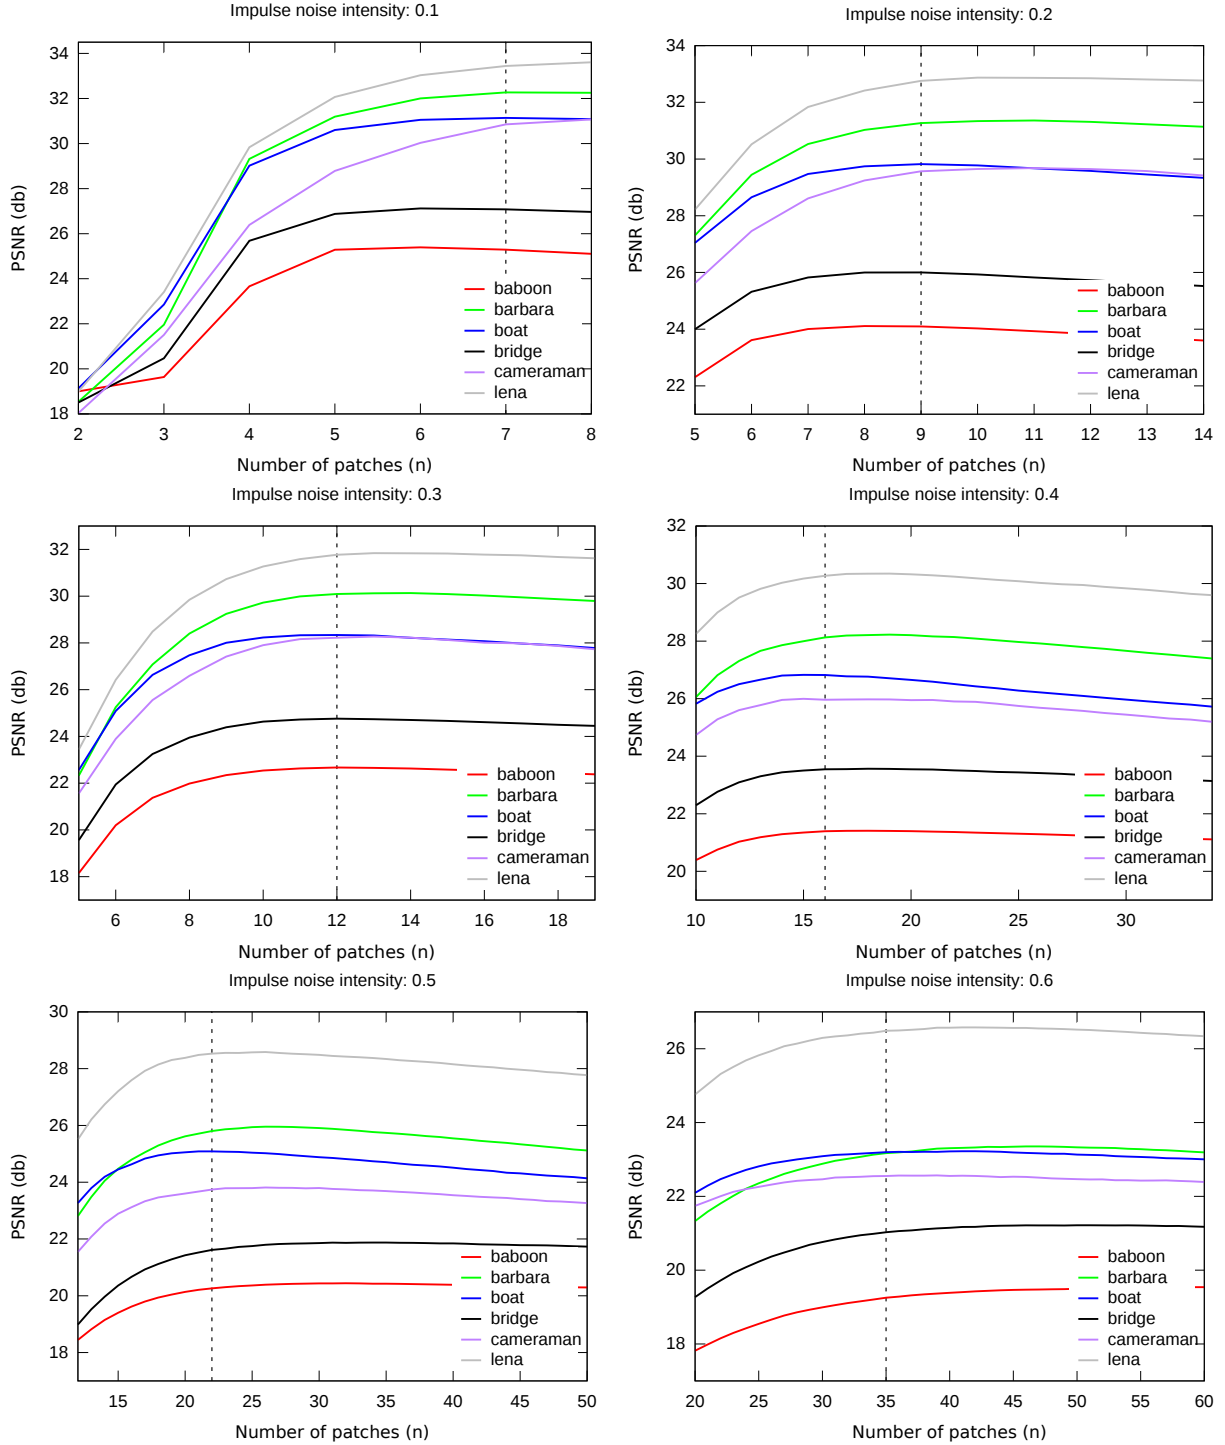 Impulse noise intensity: 0.1
PSNR (db)
34
32
30
28
26
24
22
20
18
2 3 4 5 6 7 8
baboon
barbara
boat
bridge
cameraman
lena
Number of patches (n)
Impulse noise intensity: 0.2
PSNR (db)
34
32
30
28
26
24
22
5 6 7 8 9 10 11 12 13 14
baboon
barbara
boat
bridge
cameraman
lena
Number of patches (n)
Impulse noise intensity: 0.3
PSNR (db)
32
30
28
26
24
22
20
18
6 8 10 12 14 16 18
baboon
barbara
boat
bridge
cameraman
lena
Number of patches (n)
Impulse noise intensity: 0.4
PSNR (db)
32
30
28
26
24
22
20
10 15 20 25 30
baboon
barbara
boat
bridge
cameraman
lena
Number of patches (n)
Impulse noise intensity: 0.5
PSNR (db)
30
28
26
24
22
20
18
15 20 25 30 35 40 45 50
baboon
barbara
boat
bridge
cameraman
lena
Number of patches (n)
Impulse noise intensity: 0.6
PSNR (db)
26
24
22
20
18
20 25 30 35 40 45 50 55 60
baboon
barbara
boat
bridge
cameraman
lena
Number of patches (n)